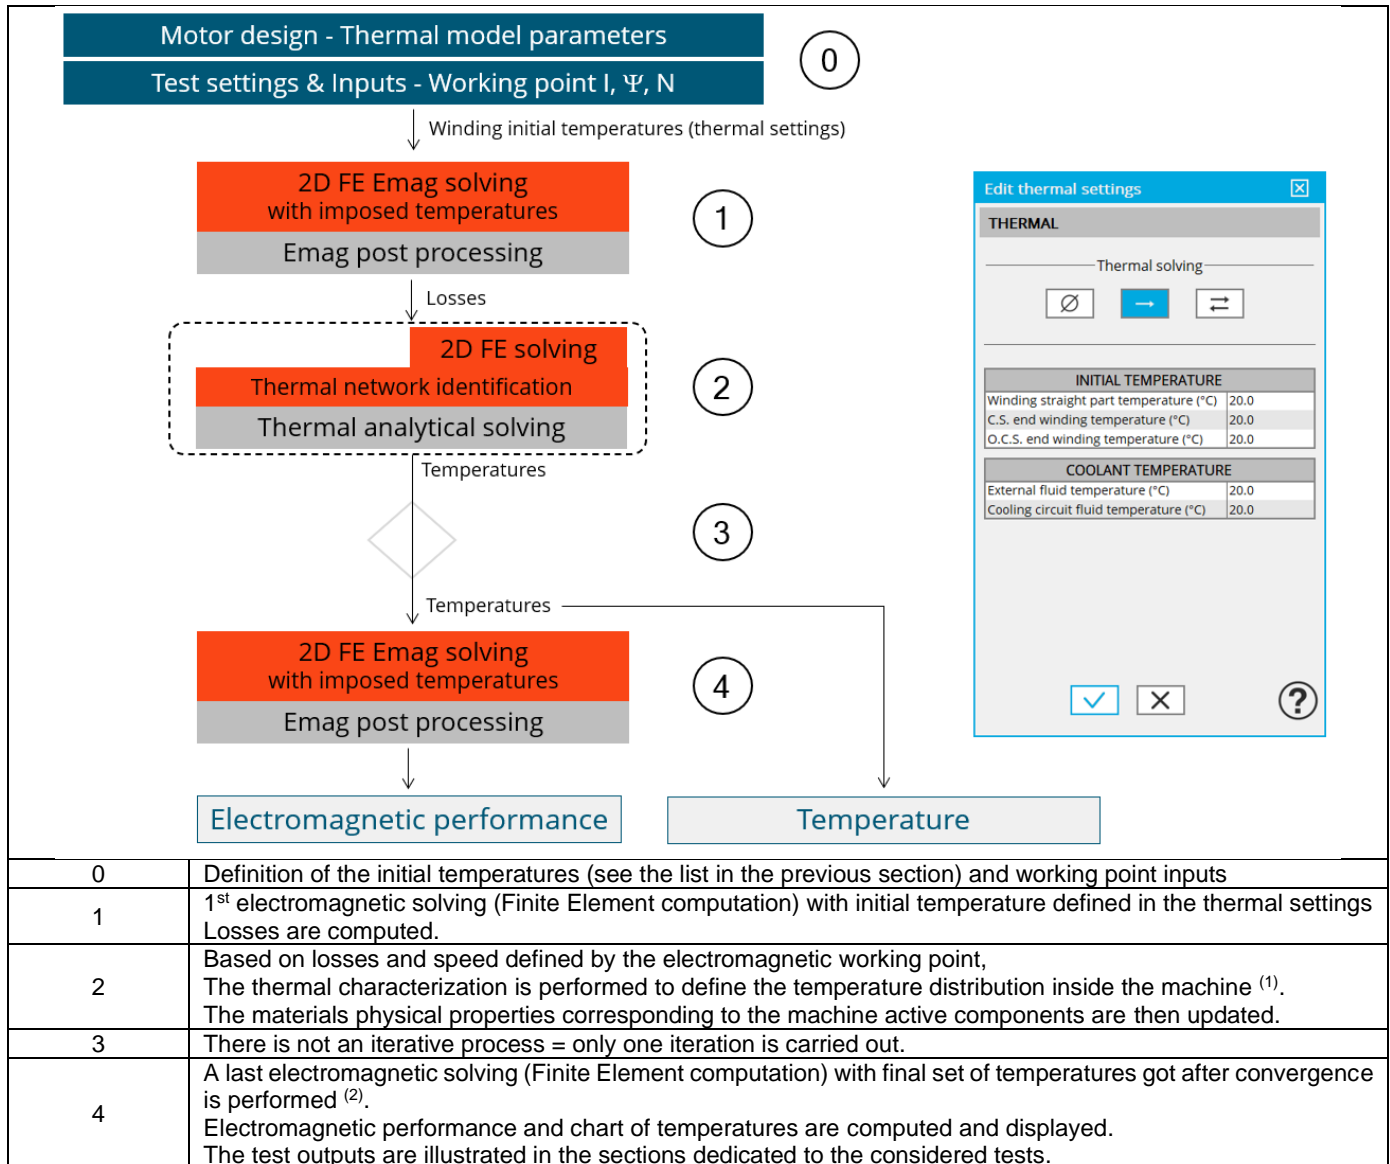 Motor design - Thermal model parameters
Test settings & Inputs - Working point I, Ψ, N
0
Winding initial temperatures (thermal settings)
2D FE Emag solving
with imposed temperatures
Emag post processing
1
Losses
2D FE solving
Thermal network identification
Thermal analytical solving
2
Temperatures
3
Temperatures
2D FE Emag solving
with imposed temperatures
Emag post processing
4
Electromagnetic performance
Temperature
Edit thermal settings
THERMAL
Thermal solving
INITIAL TEMPERATURE
Winding straight part temperature (°C) 20.0
C.S. end winding temperature (°C) 20.0
O.C.S. end winding temperature (°C) 20.0
COOLANT TEMPERATURE
External fluid temperature (°C) 20.0
Cooling circuit fluid temperature (°C) 20.0
?
0 Definition of the initial temperatures (see the list in the previous section) and working point inputs
1 1st electromagnetic solving (Finite Element computation) with initial temperature defined in the thermal settings
Losses are computed.
2 Based on losses and speed defined by the electromagnetic working point,
The thermal characterization is performed to define the temperature distribution inside the machine (1).
The materials physical properties corresponding to the machine active components are then updated.
3 There is not an iterative process = only one iteration is carried out.
4 A last electromagnetic solving (Finite Element computation) with final set of temperatures got after convergence
is performed (2).
Electromagnetic performance and chart of temperatures are computed and displayed.
The test outputs are illustrated in the sections dedicated to the considered tests.